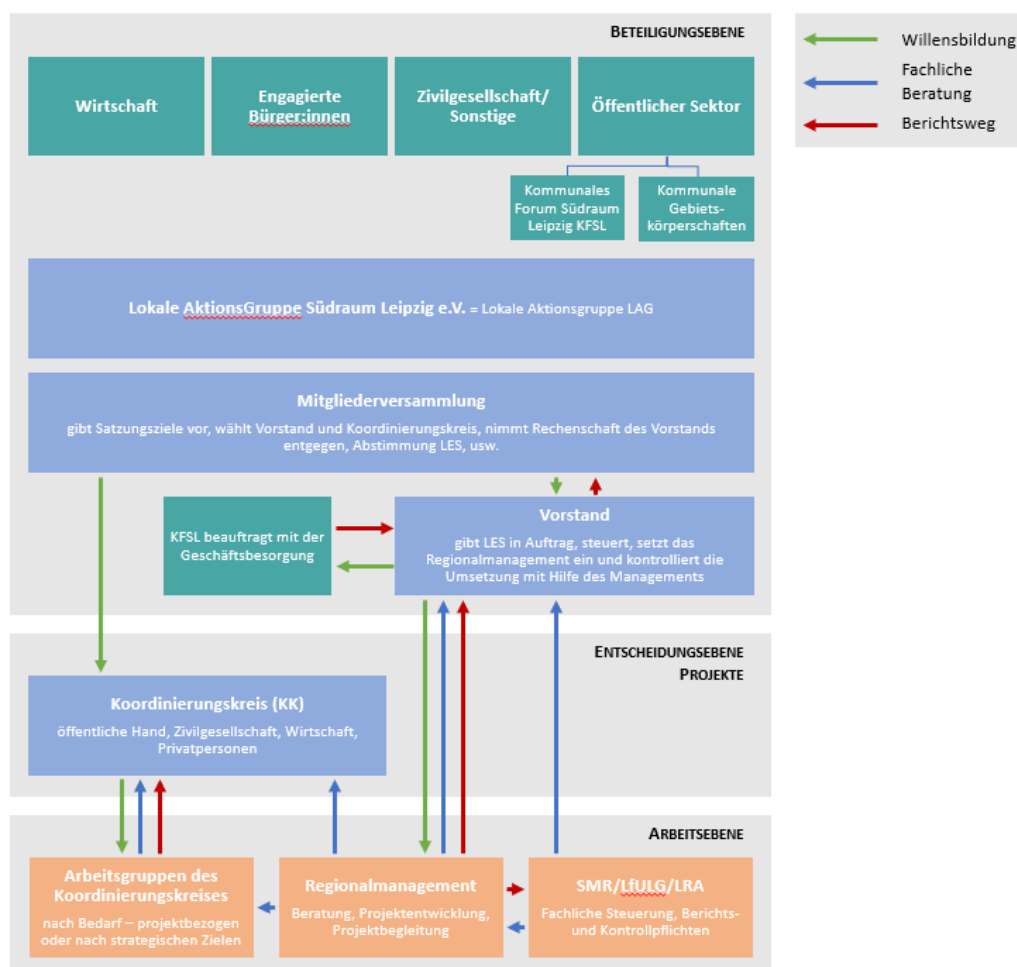 BETEILIGUNGSEBENE
Wirtschaft
Engagierte
Bürger:innen
Zivilgesellschaft/
Sonstige
Öffentlicher Sektor
Kommunales
Forum Südraum
Leipzig KFSL
Kommunale
Gebiets-
körperschaften
Lokale AktionsGruppe Südraum Leipzig e.V. = Lokale Aktionsgruppe LAG
Mitgliederversammlung
gibt Satzungsziele vor, wählt Vorstand und Koordinierungskreis, nimmt Rechenschaft des Vorstands
entgegen, Abstimmung LES, usw.
KFSL beauftragt mit der
Geschäftsbesorgung
Vorstand
gibt LES in Auftrag, steuert, setzt das
Regionalmanagement ein und kontrolliert die
Umsetzung mit Hilfe des Managements
ENTSCHEIDUNGSEBENE
PROJEKTE
Koordinierungskreis (KK)
öffentliche Hand, Zivilgesellschaft, Wirtschaft,
Privatpersonen
ARBEITSEBENE
Arbeitsgruppen des
Koordinierungskreises
nach Bedarf – projektbezogen
oder nach strategischen Zielen
Regionalmanagement
Beratung, Projektentwicklung,
Projektbegleitung
SMR/LfULG/LRA
Fachliche Steuerung, Berichts-
und Kontrollpflichten
Willensbildung
Fachliche
Beratung
Berichtsweg